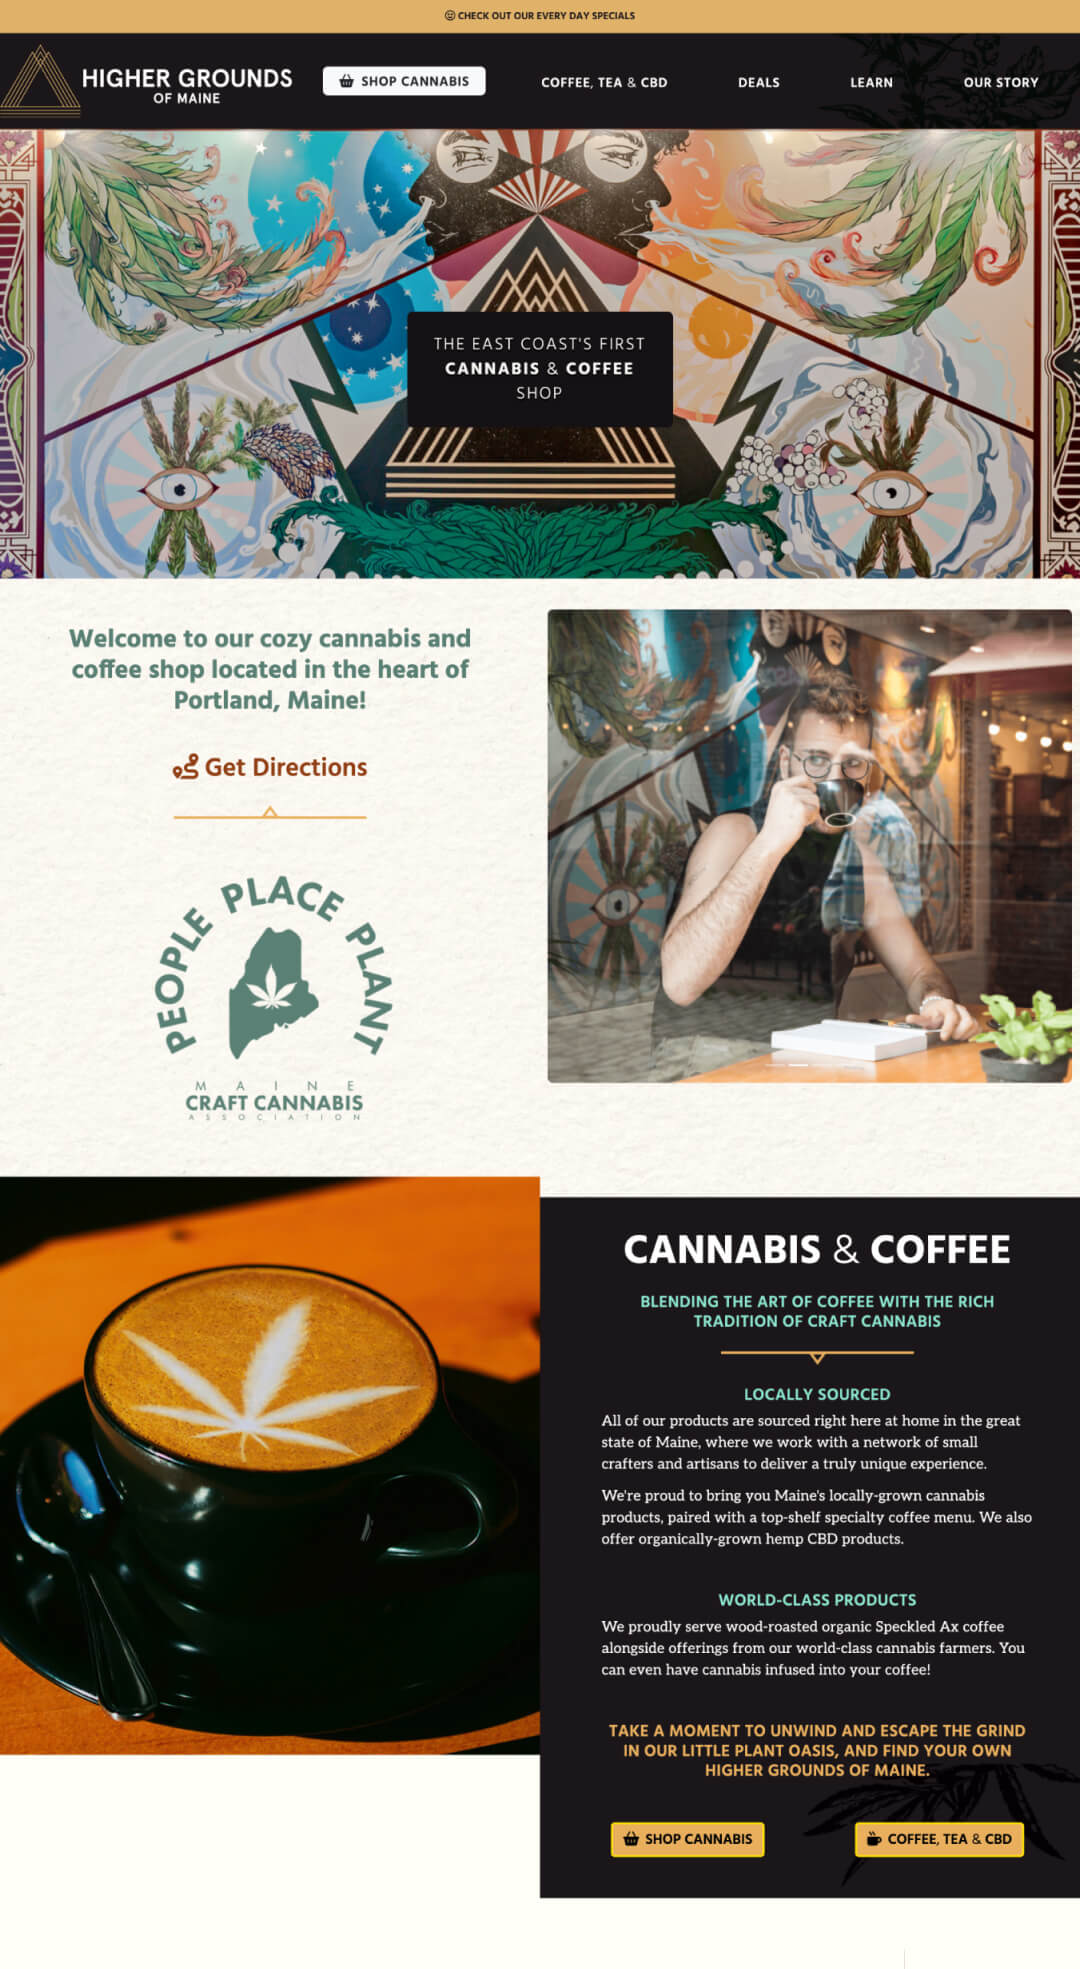 CHECK OUT OUR EVERY DAY SPECIALS
HIGHER GROUNDS
OF MAINE
SHOP CANNABIS
COFFEE, TEA & CBD
DEALS
LEARN
OUR STORY
THE EAST COAST'S FIRST
CANNABIS & COFFEE
SHOP
Welcome to our cozy cannabis and
coffee shop located in the heart of
Portland, Maine!
Get Directions
PEOPLE PLACE PLANT
MAINE
CRAFT CANNABIS
ASSOCIATION
CANNABIS & COFFEE
BLENDING THE ART OF COFFEE WITH THE RICH
TRADITION OF CRAFT CANNABIS
LOCALLY SOURCED
All of our products are sourced right here at home in the great
state of Maine, where we work with a network of small
crafters and artisans to deliver a truly unique experience.
We're proud to bring you Maine's locally-grown cannabis
products, paired with a top-shelf specialty coffee menu. We also
offer organically-grown hemp CBD products.
WORLD-CLASS PRODUCTS
We proudly serve wood-roasted organic Speckled Ax coffee
alongside offerings from our world-class cannabis farmers. You
can even have cannabis infused into your coffee!
TAKE A MOMENT TO UNWIND AND ESCAPE THE GRIND
IN OUR LITTLE PLANT OASIS, AND FIND YOUR OWN
HIGHER GROUNDS OF MAINE.
SHOP CANNABIS
COFFEE, TEA & CBD